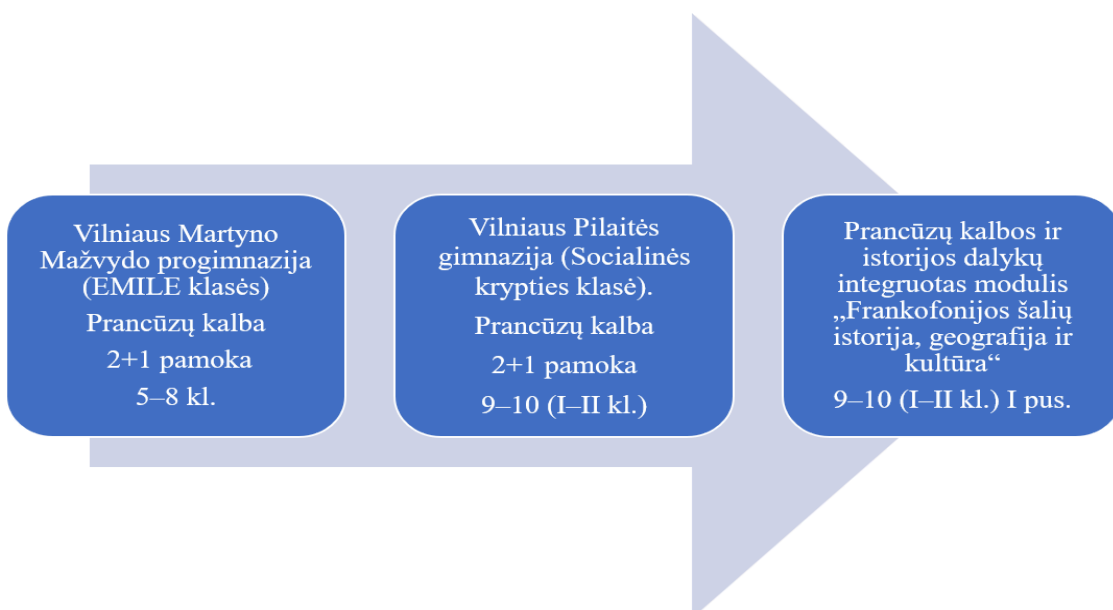 Vilniaus Martyno
Mažvydo progimnazija
(EMILE klasės)
Prancūzų kalba
2+1 pamoka
5–8 kl.
Vilniaus Pilaitės
gimnazija (Socialinės
krypties klasė).
Prancūzų kalba
2+1 pamoka
9–10 (I–II kl.)
Prancūzų kalbos ir
istorijos dalykų
integruotas modulis
„Frankofonijos šalių
istorija, geografija ir
kultūra“
9–10 (I–II kl.) I pus.